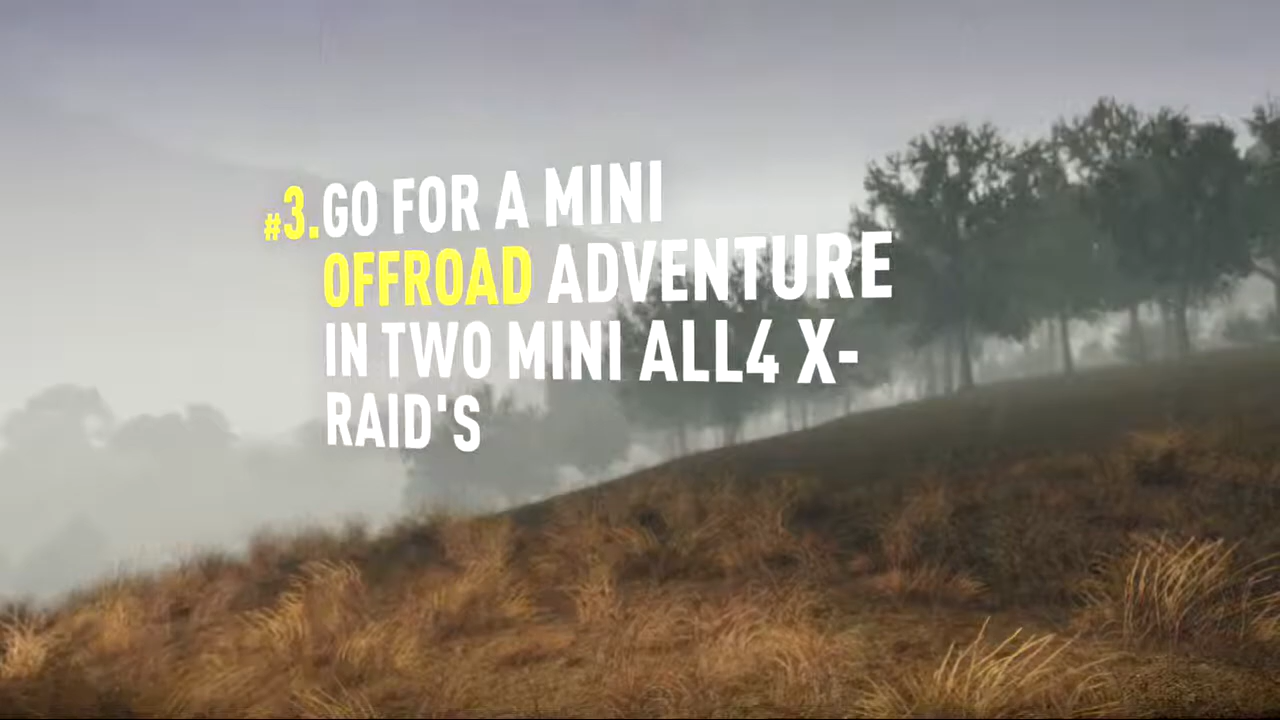 #3.GO FOR A MINI
OFFROAD ADVENTURE
IN TWO MINI ALL4 X-
RAID'S